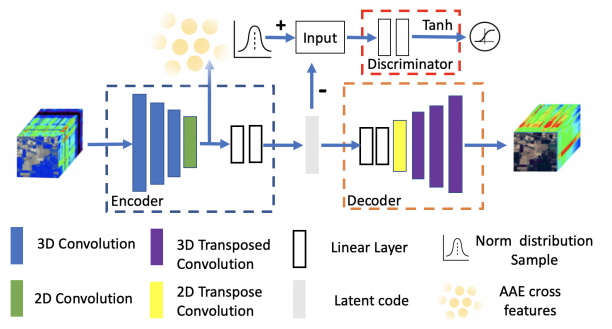 +
Input
Tanh
Discriminator
-
Encoder
Decoder
3D Convolution
3D Transposed
Convolution
Linear Layer
Norm distribution
Sample
2D Convolution
2D Transpose
Convolution
Latent code
AAE cross
features